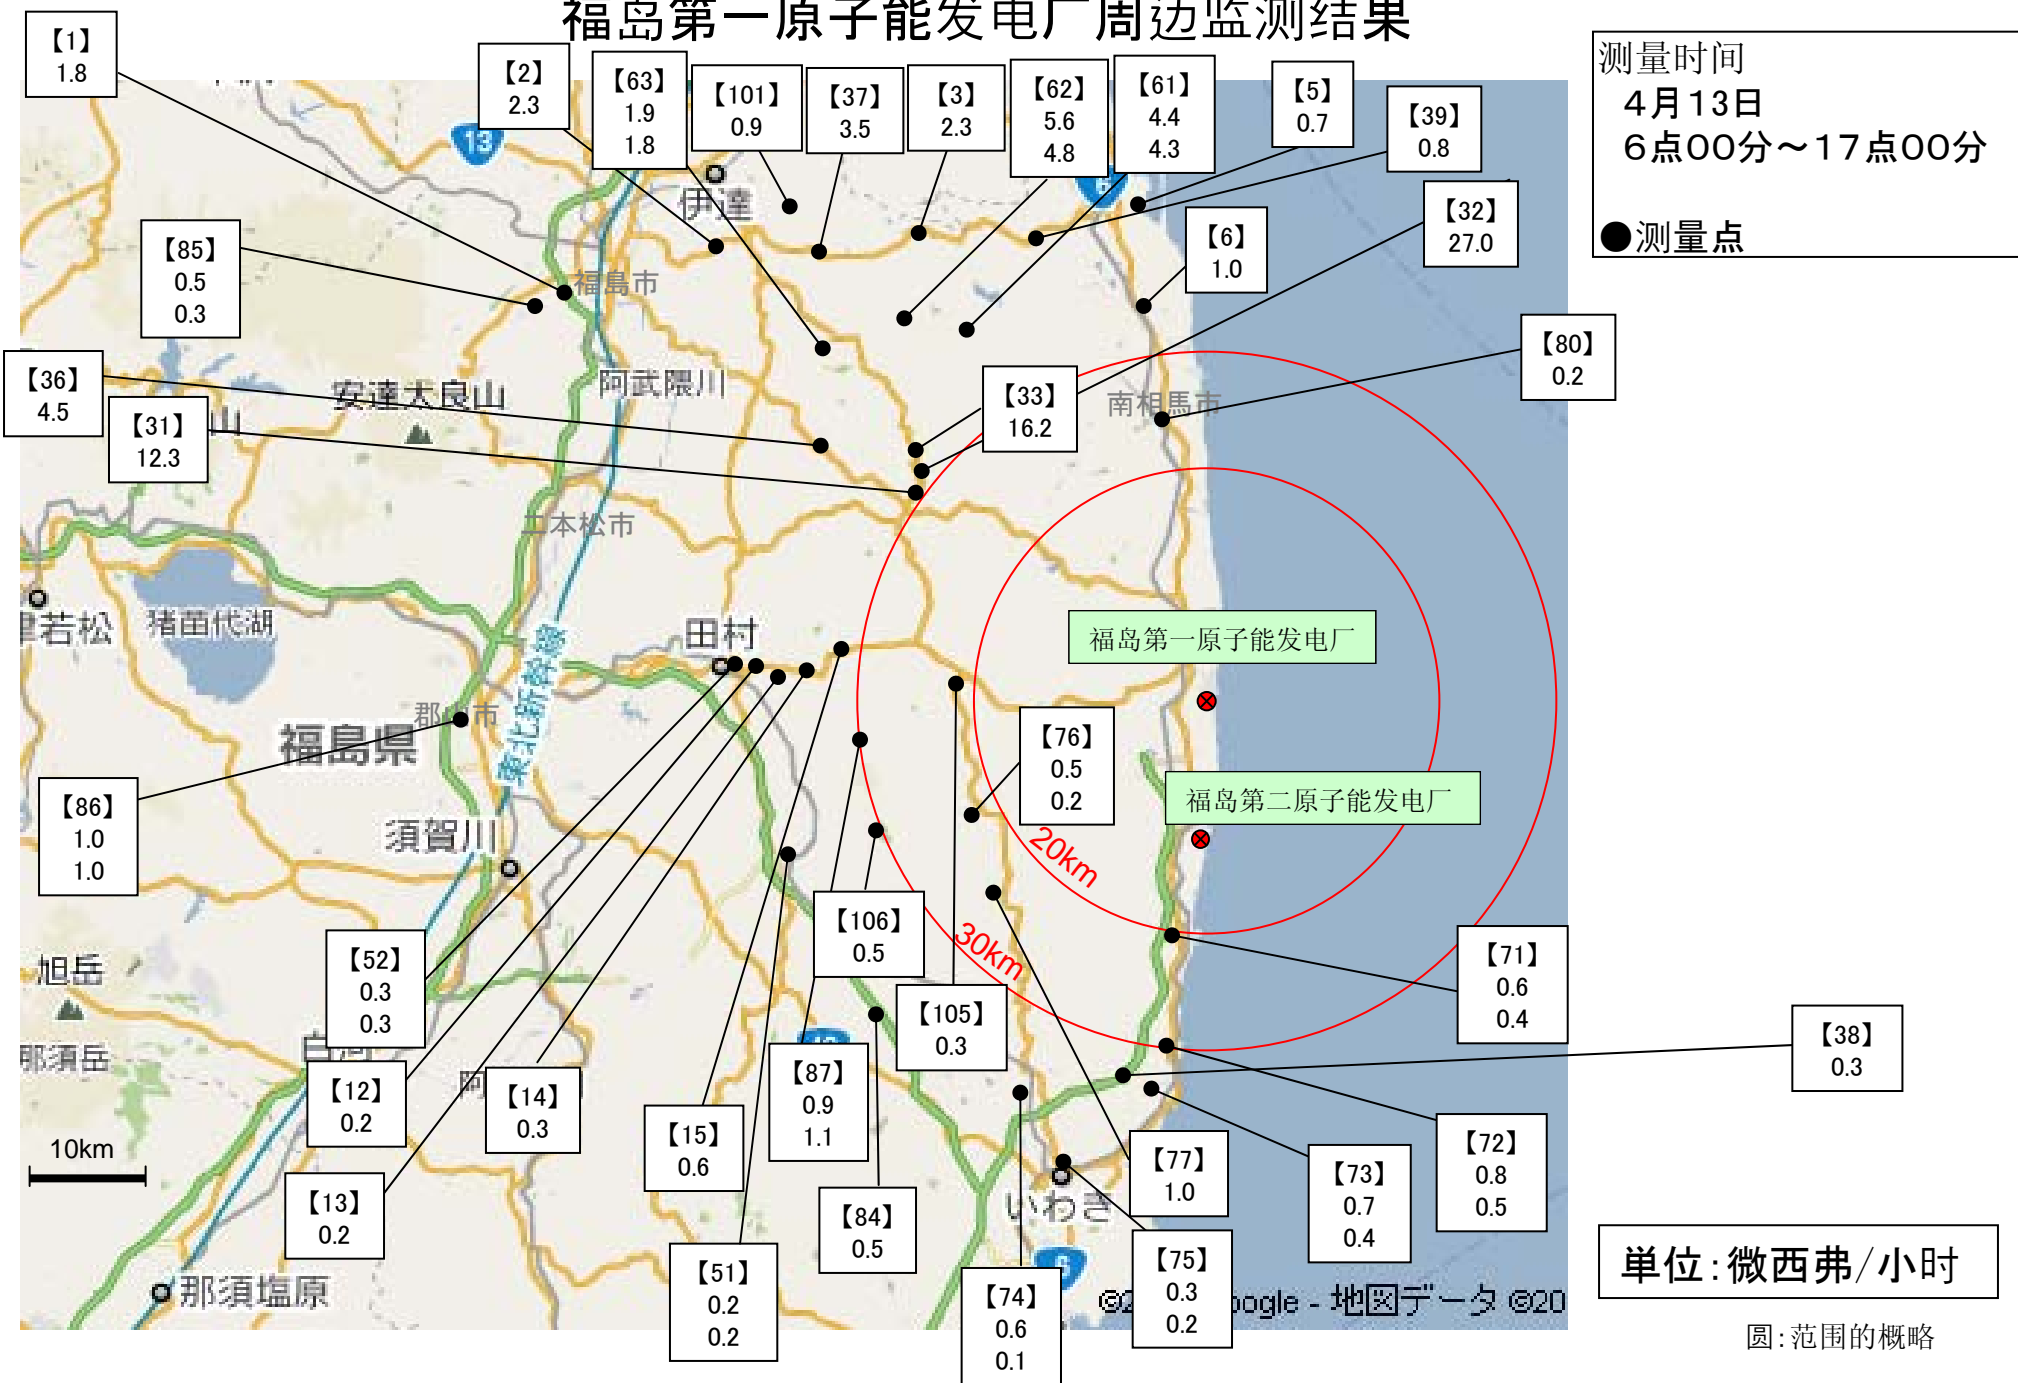 福岛第一原子能发电厂周边监测结果
测量时间
4月13日
6点00分～17点00分
●测量点
【1】
1.8
【2】
2.3
【63】
1.9
1.8
【101】
0.9
【37】
3.5
【3】
2.3
【62】
5.6
4.8
【61】
4.4
4.3
【5】
0.7
【39】
0.8
【32】
27.0
【6】
1.0
【80】
0.2
【85】
0.5
0.3
【36】
4.5
【31】
12.3
【33】
16.2
13
伊達
福島市
安達太良山
阿武隈川
山
南相馬市
二本松市
猪苗代湖
若松
田村
東北新幹線
福島県
須賀川
福岛第一原子能发电厂
福岛第二原子能发电厂
20km
30km
【76】
0.5
0.2
【86】
1.0
1.0
【106】
0.5
【52】
0.3
0.3
【105】
0.3
【71】
0.6
0.4
【38】
0.3
旭岳
那須岳
【12】
0.2
【14】
0.3
【87】
0.9
1.1
【15】
0.6
【77】
1.0
【73】
0.7
0.4
【72】
0.8
0.5
10km
【13】
0.2
【84】
0.5
【51】
0.2
0.2
【74】
0.6
0.1
【75】
0.3
0.2
いわき
6
那須塩原
ogle - 地図データ ©20
単位:微西弗/小时
圆:范围的概略